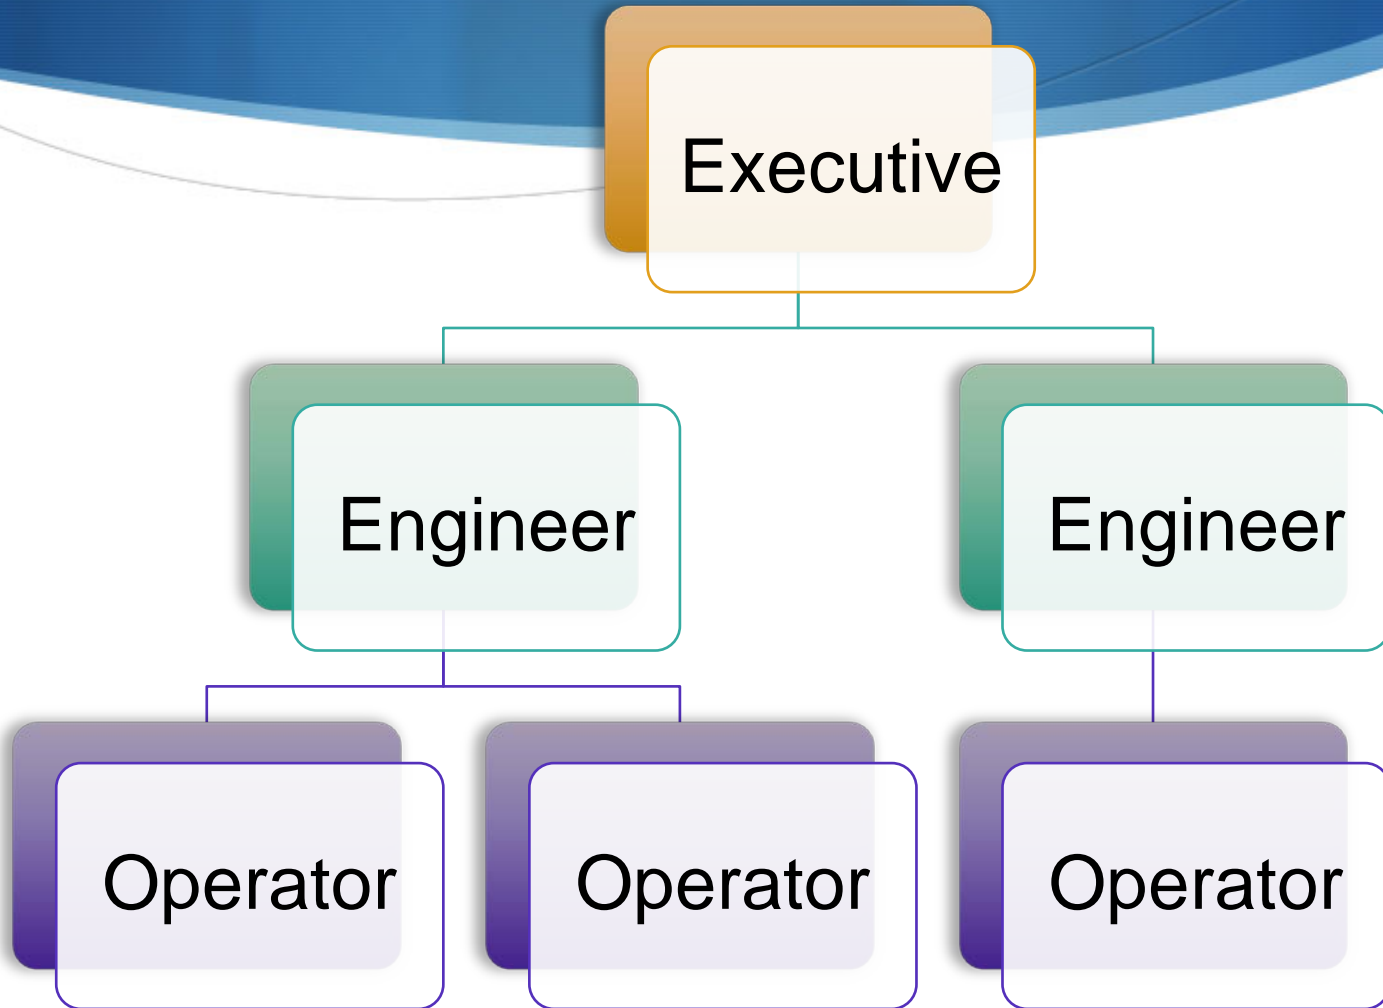 Executive
Engineer
Engineer
Operator
Operator
Operator